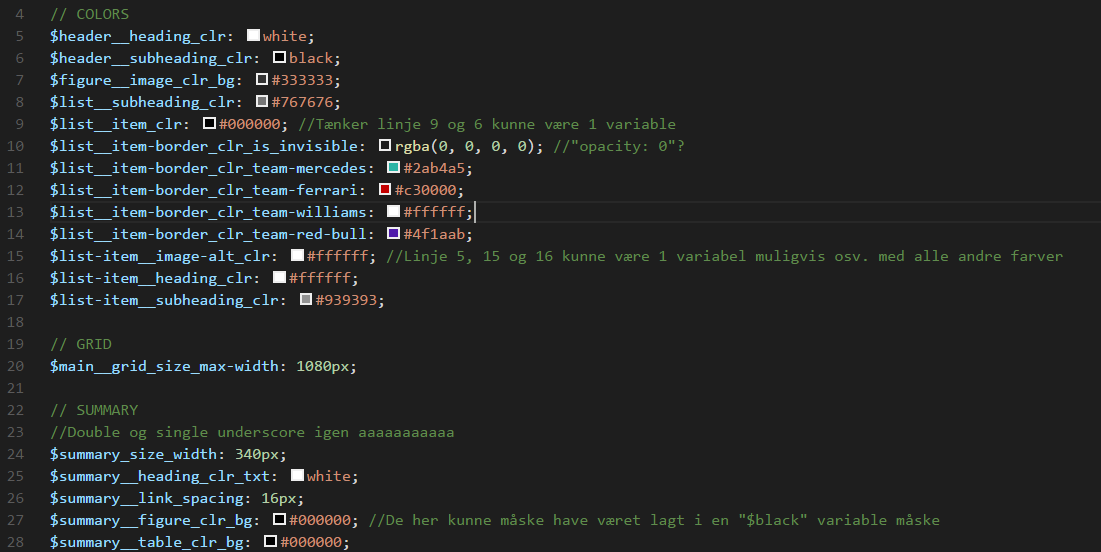 4 // COLORS
5 $header__heading_clr: white;
6 $header__subheading_clr: black;
7 $figure__image_clr_bg: #333333;
8 $list__subheading_clr: #767676;
9 $list__item_clr: #000000; //Tænker linje 9 og 6 kunne være 1 variable
10 $list__item-border_clr_is_invisible: rgba(0, 0, 0, 0); //"opacity: 0"?
11 $list__item-border_clr_team-mercedes: #2ab4a5;
12 $list__item-border_clr_team-ferrari: #c30000;
13 $list__item-border_clr_team-williams: #ffffff;
14 $list__item-border_clr_team-red-bull: #4f1aab;
15 $list-item__image-alt_clr: #ffffff; //Linje 5, 15 og 16 kunne være 1 variabel muligvis osv. med alle andre farver
16 $list-item__heading_clr: #ffffff;
17 $list-item__subheading_clr: #939393;
18
19 // GRID
20 $main__grid_size_max-width: 1080px;
21
22 // SUMMARY
23 //Double og single underscore igen aaaaaaaaaaa
24 $summary_size_width: 340px;
25 $summary__heading_clr_txt: white;
26 $summary__link_spacing: 16px;
27 $summary__figure_clr_bg: #000000; //De her kunne måske have været lagt i en "$black" variable måske
28 $summary__table_clr_bg: #000000;